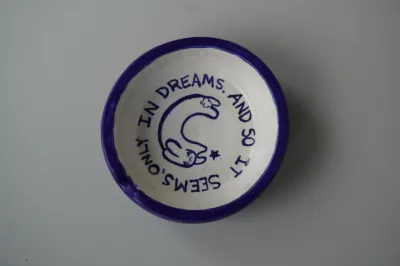 AND SO IT SEEMS, ONLY IN DREAMS.